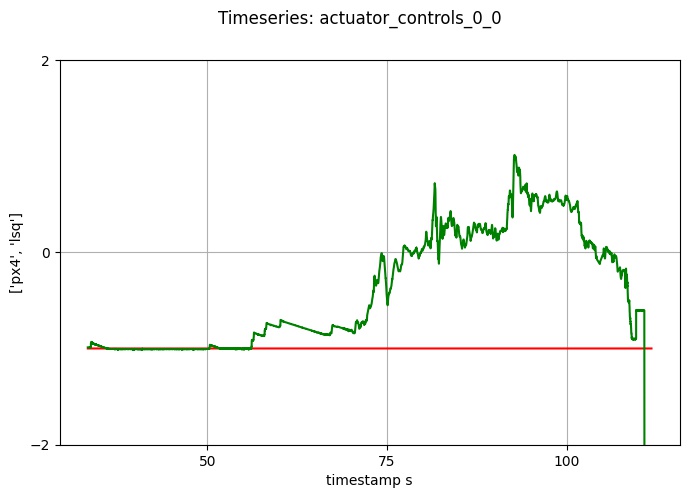 Timeseries: actuator_controls_0_0
2
0
−2
['px4', 'lsq']
50
75
100
timestamp s